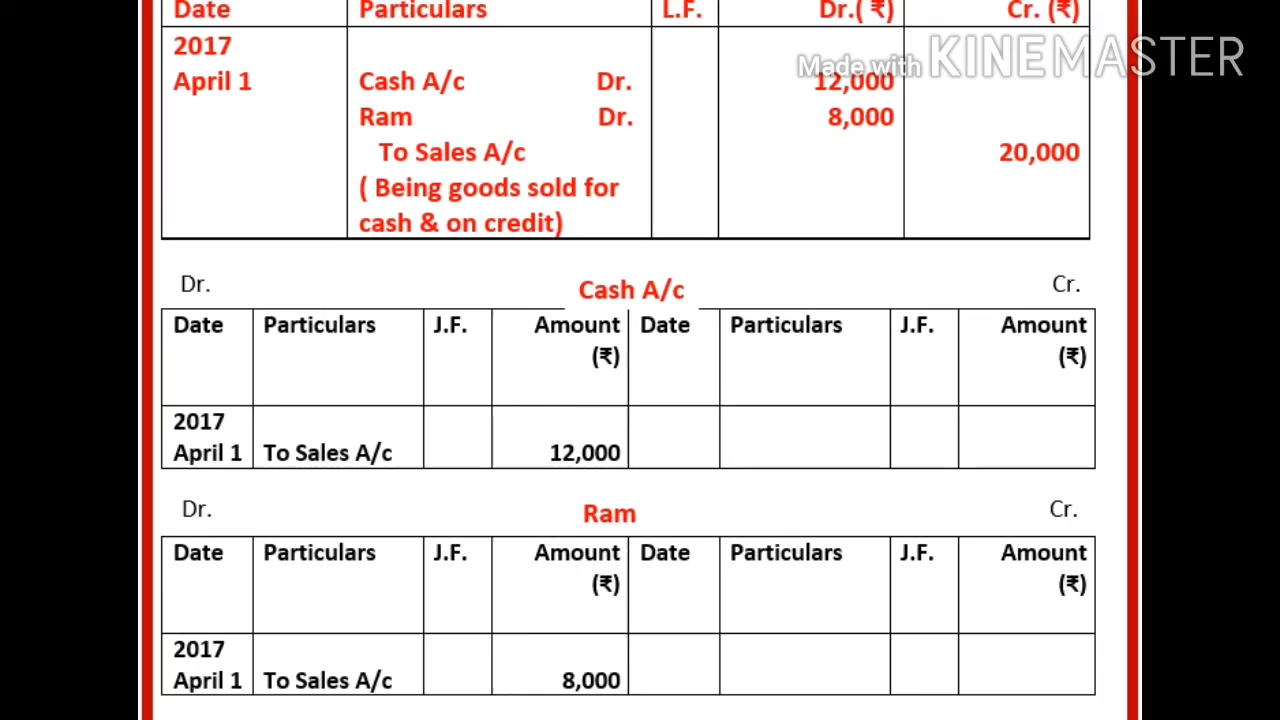 Date Particulars L.F. Dr.( ₹) Cr. (₹)
2017
Made with KINEMASTER
April 1 Cash A/c Dr. 12,000
Ram Dr. 8,000
To Sales A/c 20,000
( Being goods sold for
cash & on credit)
Dr. Cash A/c Cr.
Date Particulars J.F. Amount Date Particulars J.F. Amount
(₹) (₹)
2017
April 1 To Sales A/c 12,000
Dr. Ram Cr.
Date Particulars J.F. Amount Date Particulars J.F. Amount
(₹) (₹)
2017
April 1 To Sales A/c 8,000